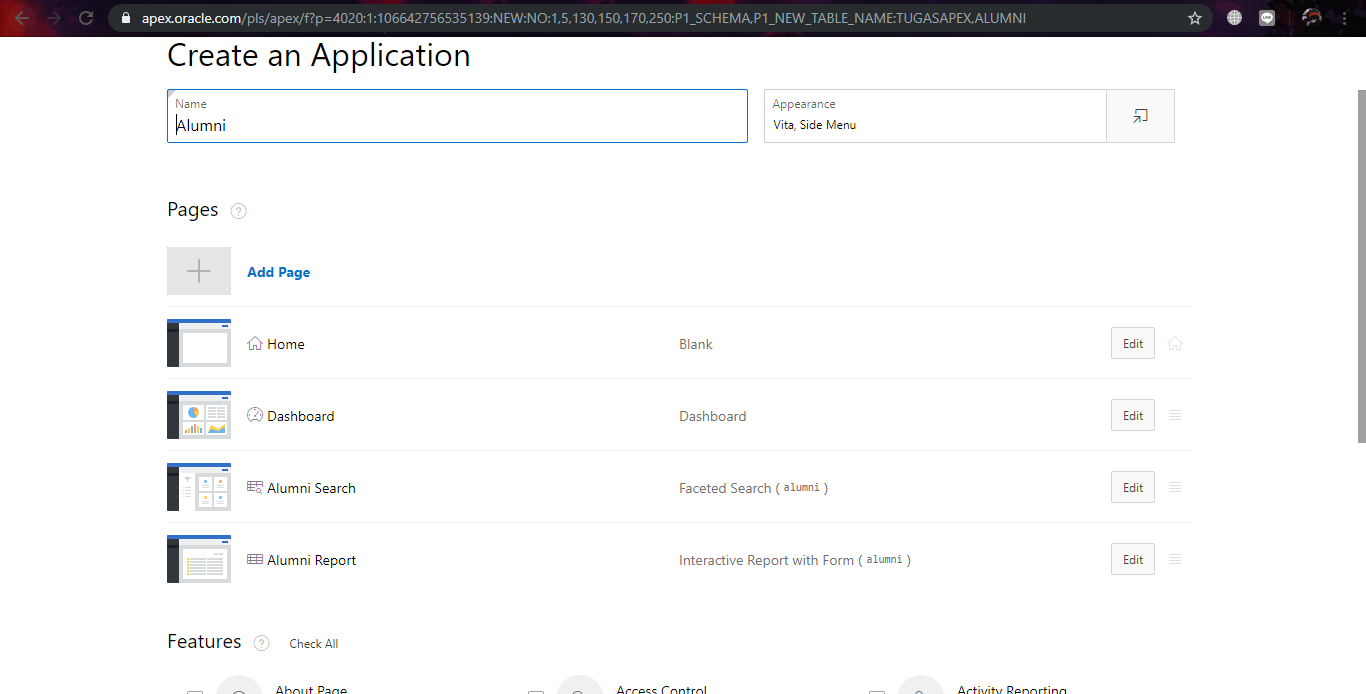 apex.oracle.com/pls/apex/f?p=4020:1:106642756535139:NEW:NO:1,5,130,150,170,250:P1_SCHEMA,P1_NEW_TABLE_NAME:TUGASAPEX,ALUMNI
Create an Application
Name
Alumni
Appearance
Vita, Side Menu
Pages ?
Add Page
Home Blank Edit
Dashboard Dashboard Edit
Alumni Search Faceted Search ( alumni ) Edit
Alumni Report Interactive Report with Form ( alumni ) Edit
Features ? Check All
About Page Access Control Activity Reporting